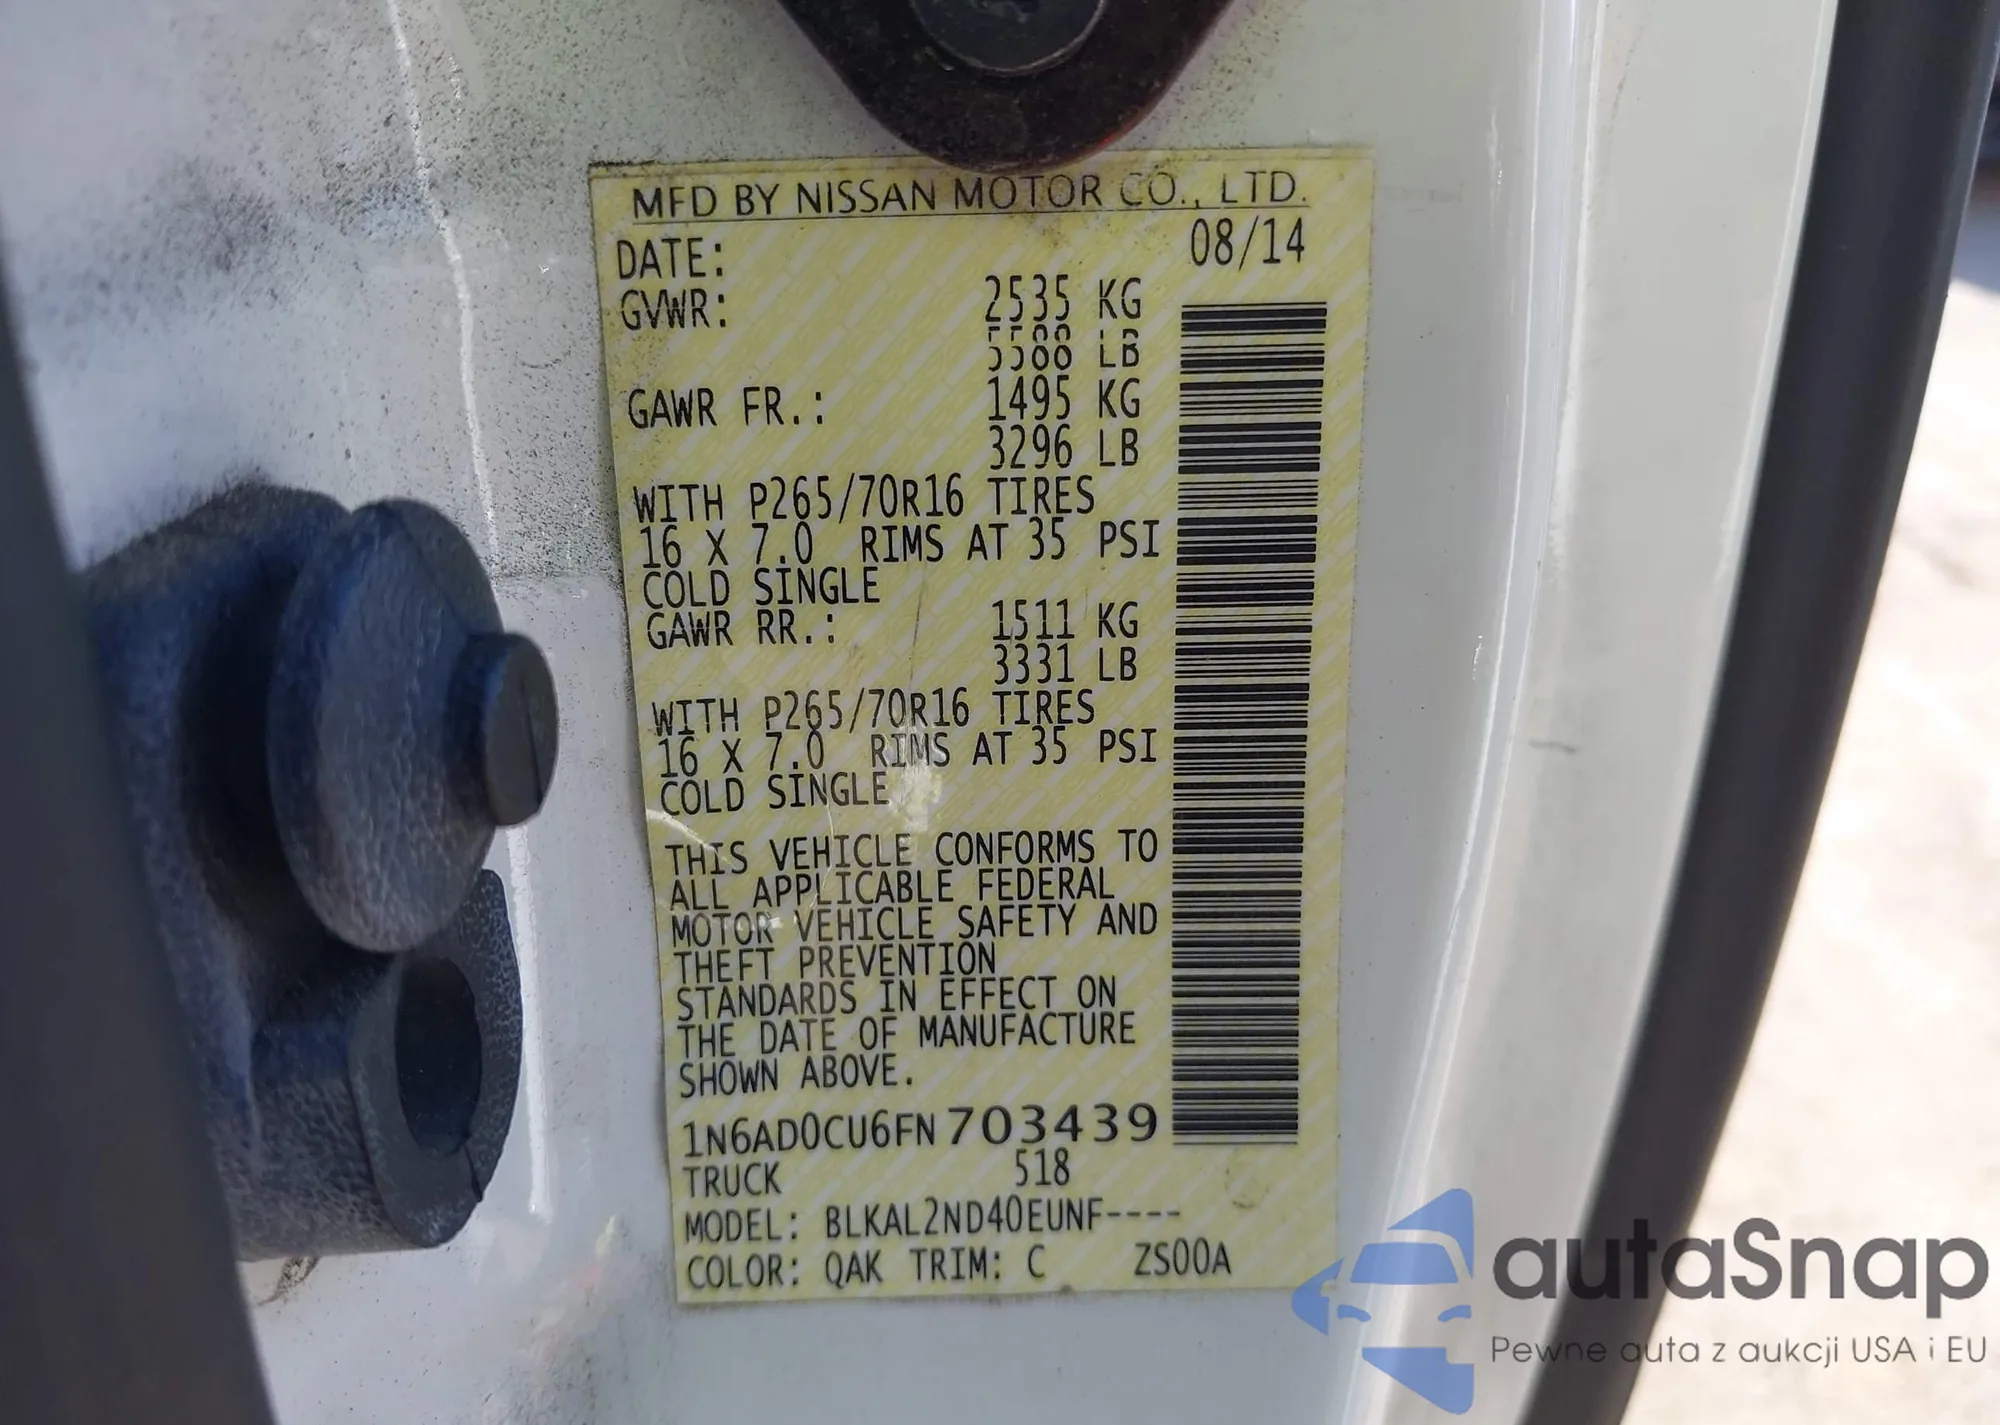 MFD BY NISSAN MOTOR CO., LTD.
DATE: 08/14
GVWR: 2535 KG
5588 LB
GAWR FR.: 1495 KG
3296 LB
WITH P265/70R16 TIRES
16 X 7.0 RIMS AT 35 PSI
COLD SINGLE
GAWR RR.: 1511 KG
3331 LB
WITH P265/70R16 TIRES
16 X 7.0 RIMS AT 35 PSI
COLD SINGLE
THIS VEHICLE CONFORMS TO
ALL APPLICABLE FEDERAL
MOTOR VEHICLE SAFETY AND
THEFT PREVENTION
STANDARDS IN EFFECT ON
THE DATE OF MANUFACTURE
SHOWN ABOVE.
1N6AD0CU6FN703439
TRUCK 518
MODEL: BLKAL2ND40EUNF----
COLOR: QAK TRIM: C ZS00A
autaSnap
Pewne auta z aukcji USA i EU